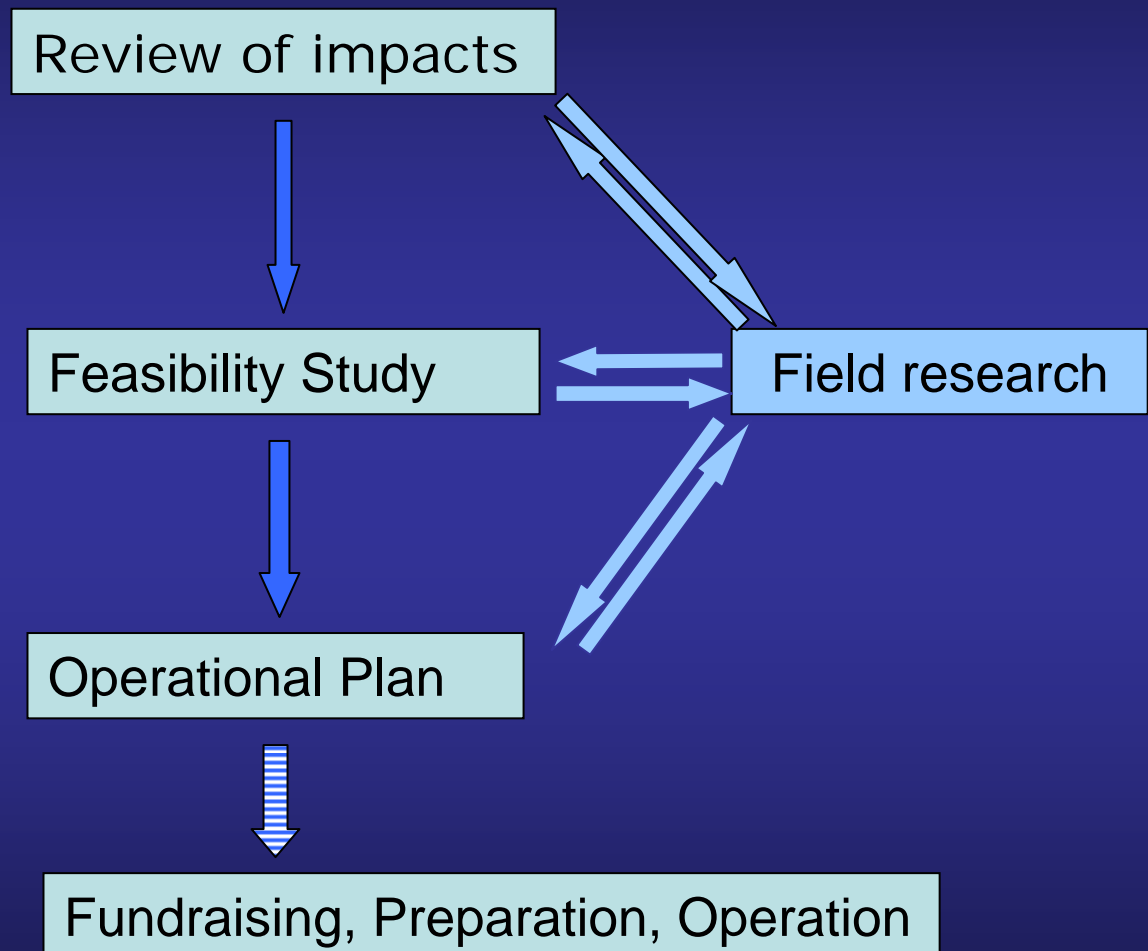 Review of impacts
Feasibility Study
Field research
Operational Plan
Fundraising, Preparation, Operation